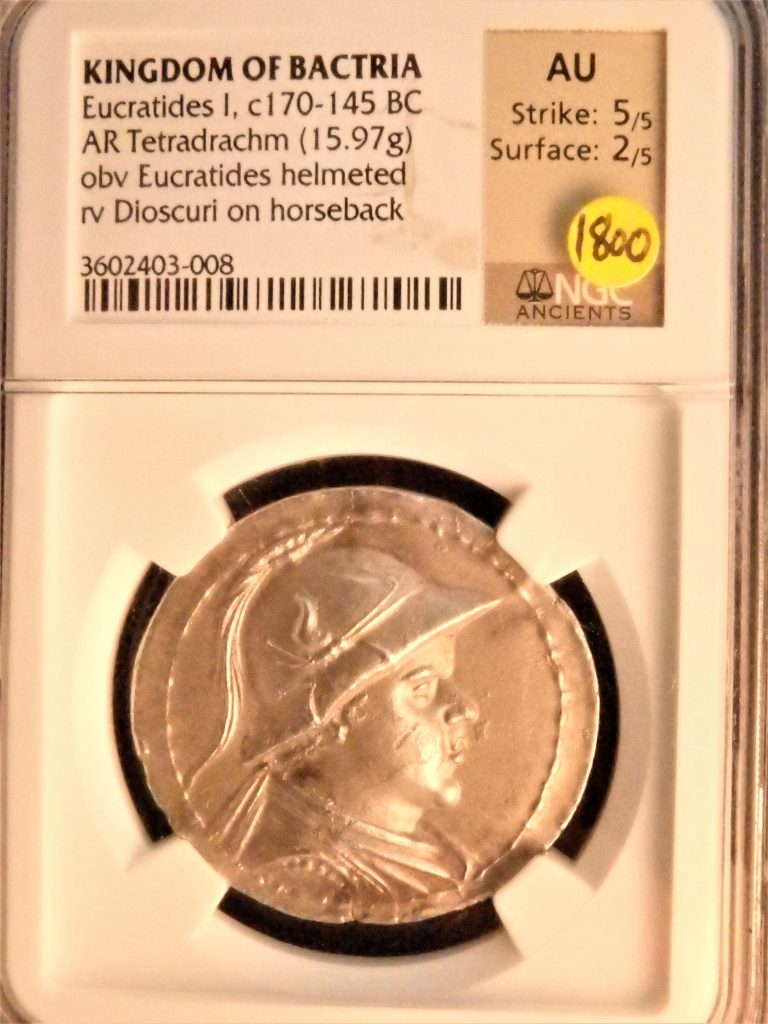 KINGDOM OF BACTRIA
Eucratides I, c170-145 BC
AR Tetradrachm (15.97g)
obv Eucratides helmeted
rv Dioscuri on horseback
3602403-008
AU
Strike: 5/5
Surface: 2/5
1800
NGC
ANCIENTS